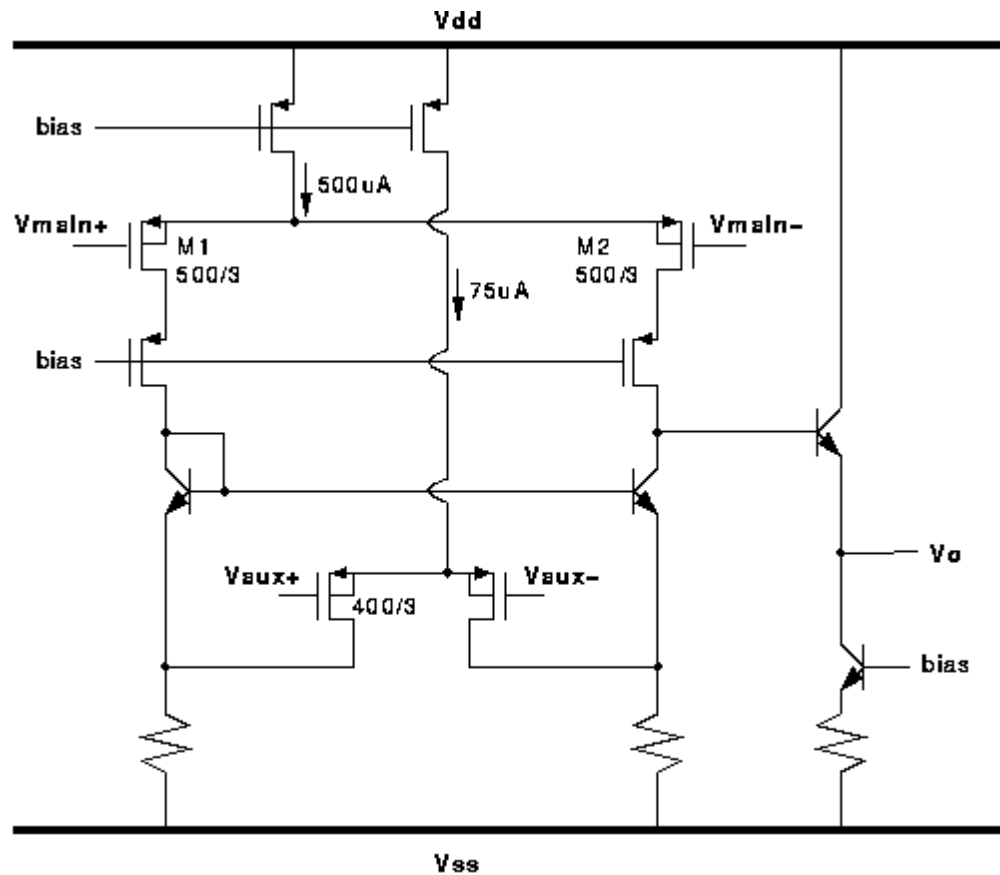 Vdd
bias
500uA
Vmain+
Vmain-
M1
500/3
M2
500/3
75uA
bias
Vaux+
Vaux-
400/3
Vo
bias
Vss